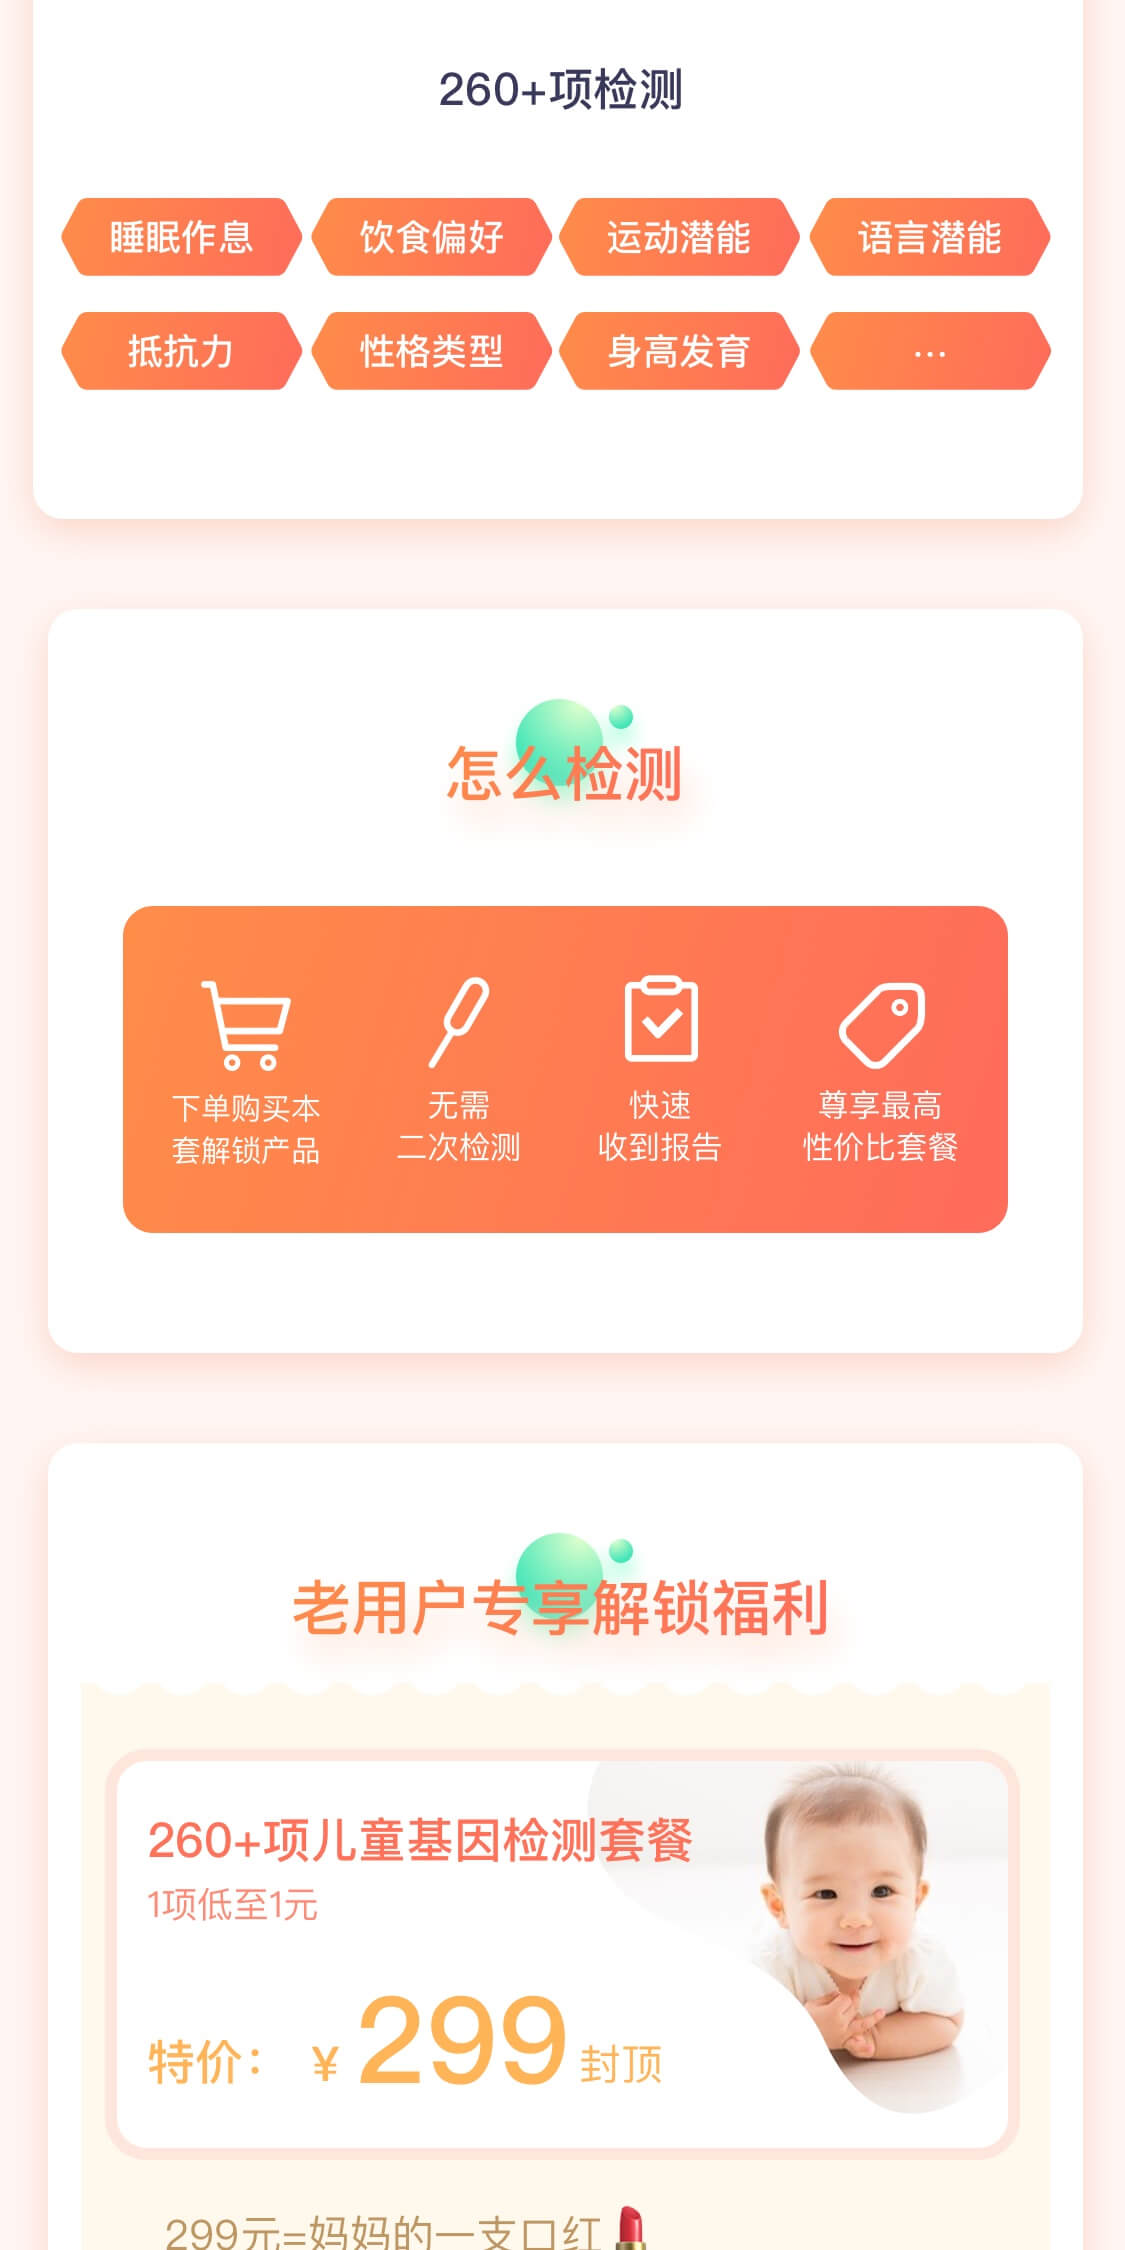 260+项检测
睡眠作息
饮食偏好
运动潜能
语言潜能
抵抗力
性格类型
身高发育
...
怎么检测
下单购买本
套解锁产品
无需
二次检测
快速
收到报告
尊享最高
性价比套餐
老用户专享解锁福利
260+项儿童基因检测套餐
1项低至1元
特价： ¥ 299 封顶
299元=妈妈的一支口红